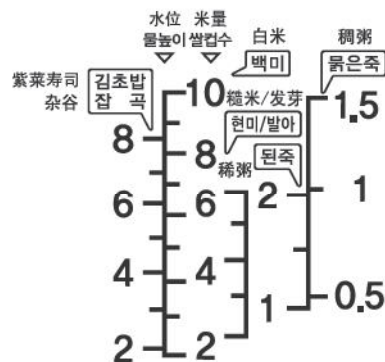 水位 米量
물높이 쌀컵수
白米
稠粥
백미
묽은죽
紫菜寿司
杂谷
김초밥
잡 곡
10
糙米/发芽
현미/발아
1.5
8
8
稀粥
된죽
6
6
2
1
4
4
2
2
1
0.5